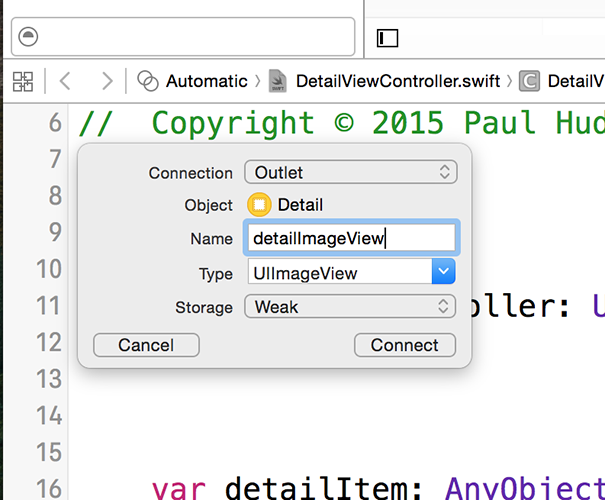 Automatic DetailViewController.swift C DetailV
6 // Copyright © 2015 Paul Hud
7
Connection Outlet
8
Object Detail
9
Name detailImageView
10
Type UIImageView
11 oller: U
Storage Weak
12
Cancel Connect
13
14
15
16 var detailItem: AnyObject